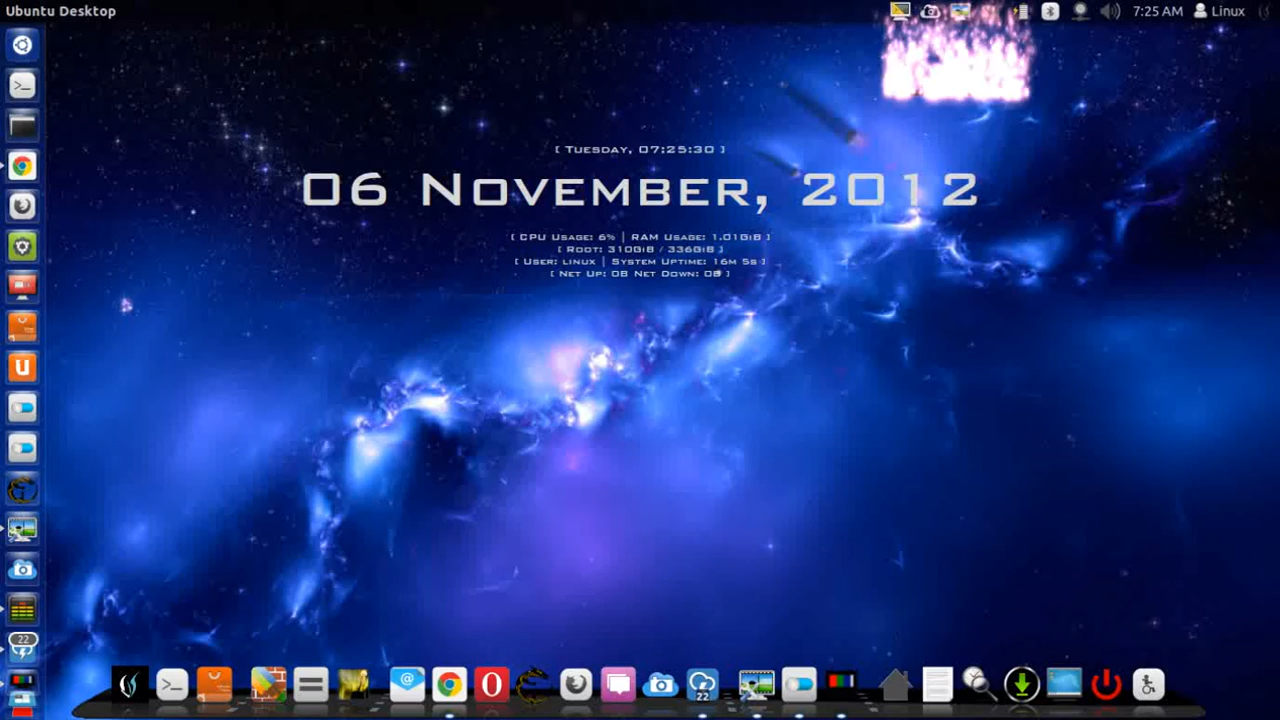 Ubuntu Desktop
7:25 AM Linux
[ Tuesday, 07:25:30 ]
06 November, 2012
[ CPU Usage: 6% | RAM Usage: 1.01GiB ]
[ Root: 310GiB / 336GiB ]
[ User: linux | System Uptime: 16m 5s ]
[ Net Up: 0B Net Down: 0B ]
22
22